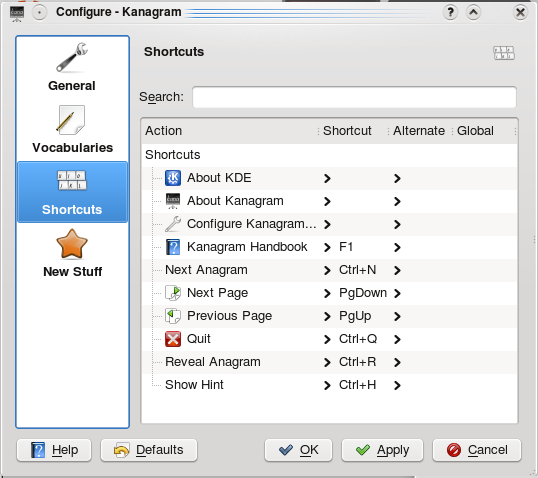 Configure - Kanagram
General
Vocabularies
Shortcuts
New Stuff
Shortcuts
Search:
Action Shortcut Alternate Global
Shortcuts
About KDE
About Kanagram
Configure Kanagram...
Kanagram Handbook F1
Next Anagram Ctrl+N
Next Page PgDown
Previous Page PgUp
Quit Ctrl+Q
Reveal Anagram Ctrl+R
Show Hint Ctrl+H
Help Defaults OK Apply Cancel